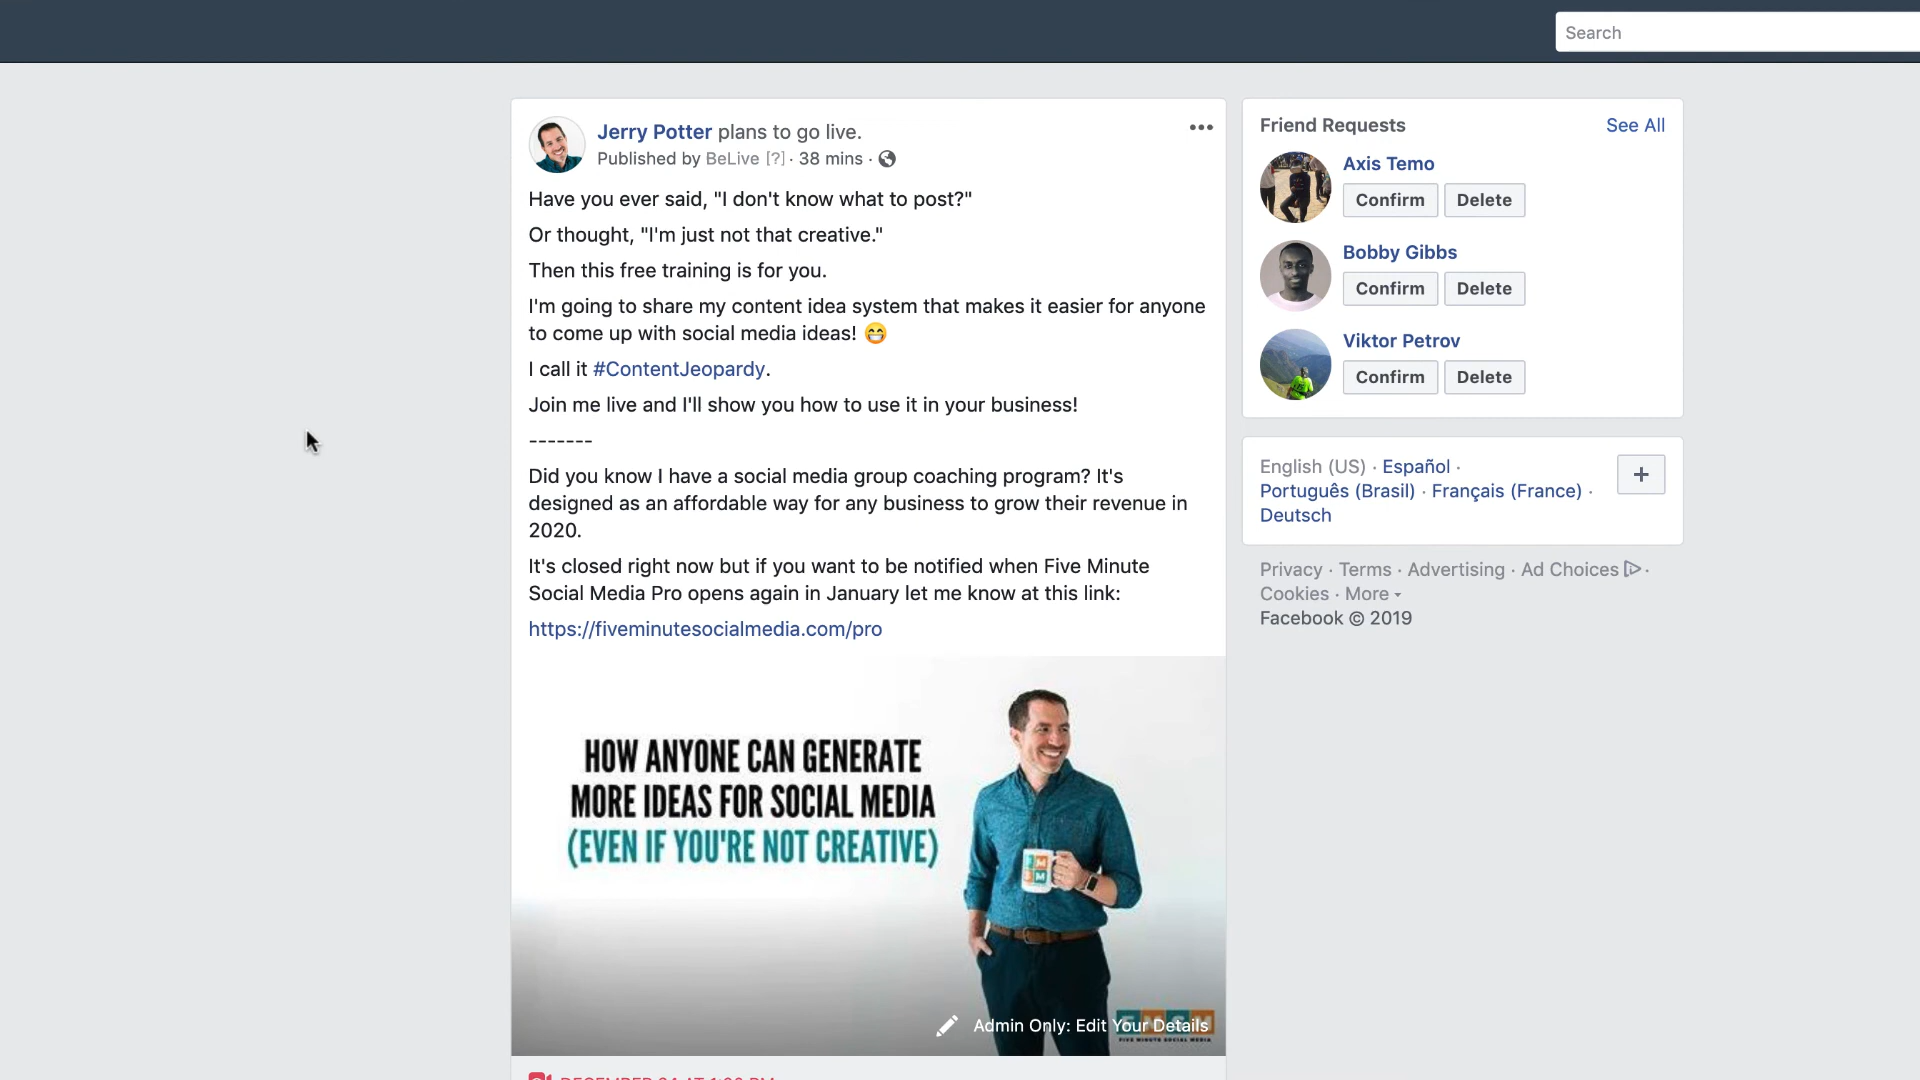 Search
Jerry Potter plans to go live.
Published by BeLive [?] · 38 mins ·
Have you ever said, "I don't know what to post?"
Or thought, "I'm just not that creative."
Then this free training is for you.
I'm going to share my content idea system that makes it easier for anyone
to come up with social media ideas! 😁
I call it #ContentJeopardy.
Join me live and I'll show you how to use it in your business!
-------
Did you know I have a social media group coaching program? It's
designed as an affordable way for any business to grow their revenue in
2020.
It's closed right now but if you want to be notified when Five Minute
Social Media Pro opens again in January let me know at this link:
https://fiveminutesocialmedia.com/pro
HOW ANYONE CAN GENERATE
MORE IDEAS FOR SOCIAL MEDIA
(EVEN IF YOU'RE NOT CREATIVE)
Admin Only: Edit Your Details
FIVE MINUTE SOCIAL MEDIA
Friend Requests
See All
Axis Temo
Confirm Delete
Bobby Gibbs
Confirm Delete
Viktor Petrov
Confirm Delete
English (US) · Español ·
Português (Brasil) · Français (France) ·
Deutsch
Privacy · Terms · Advertising · Ad Choices ·
Cookies · More
Facebook © 2019